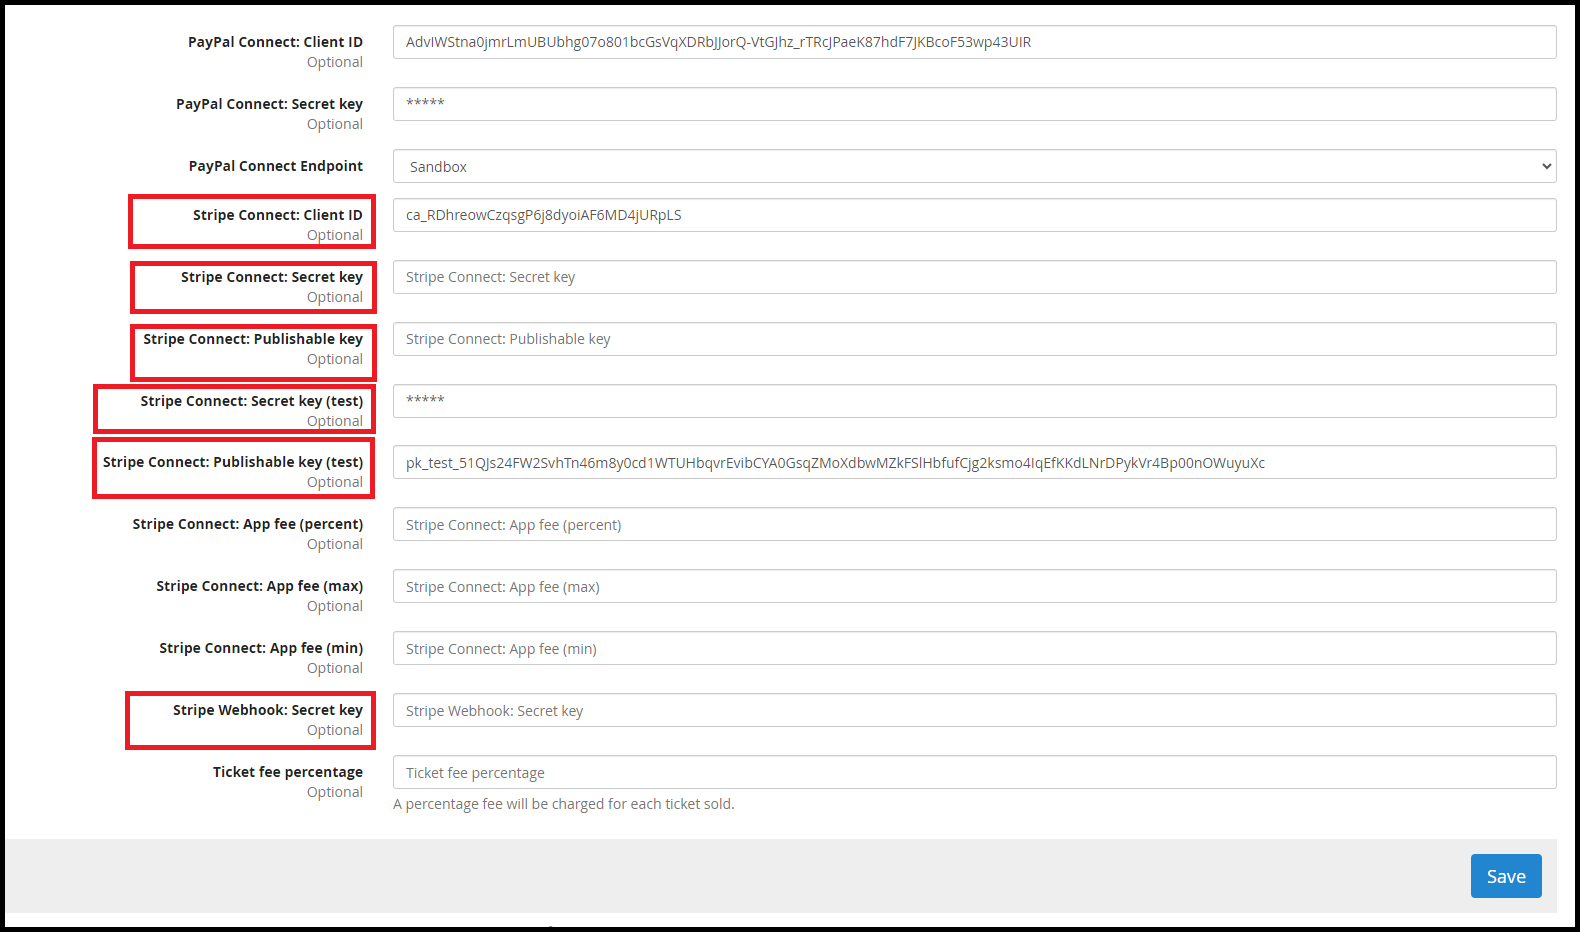 PayPal Connect: Client ID
Optional
AdvIWStna0jmrLmUBUbhg07o801bcGsVqXDRbJJorQ-VtGJhz_rTRcJPaeK87hdF7JKBcoF53wp43UIR
PayPal Connect: Secret key
Optional
*****
PayPal Connect Endpoint
Sandbox
Stripe Connect: Client ID
Optional
ca_RDhreowCzqsgP6j8dyoiAF6MD4jURpLS
Stripe Connect: Secret key
Optional
Stripe Connect: Secret key
Stripe Connect: Publishable key
Optional
Stripe Connect: Publishable key
Stripe Connect: Secret key (test)
Optional
*****
Stripe Connect: Publishable key (test)
Optional
pk_test_51QJs24FW2SvhTn46m8y0cd1WTUHbqvrEvibCYA0GsqZMoXdbwMZkFSlHbfufCjg2ksmo4IqEfKKdLNrDPykVr4Bp00nOWuyuXc
Stripe Connect: App fee (percent)
Optional
Stripe Connect: App fee (percent)
Stripe Connect: App fee (max)
Optional
Stripe Connect: App fee (max)
Stripe Connect: App fee (min)
Optional
Stripe Connect: App fee (min)
Stripe Webhook: Secret key
Optional
Stripe Webhook: Secret key
Ticket fee percentage
Optional
Ticket fee percentage
A percentage fee will be charged for each ticket sold.
Save